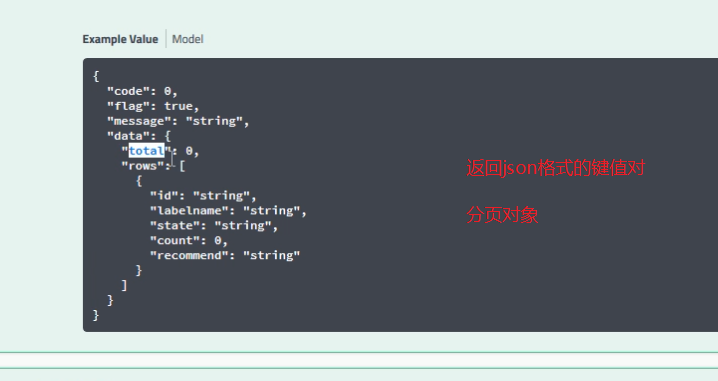 Example Value Model
{
"code": 0,
"flag": true,
"message": "string",
"data": {
"total": 0,
"rows": [
{
"id": "string",
"labelname": "string",
"state": "string",
"count": 0,
"recommend": "string"
}
]
}
}
返回json格式的键值对
分页对象